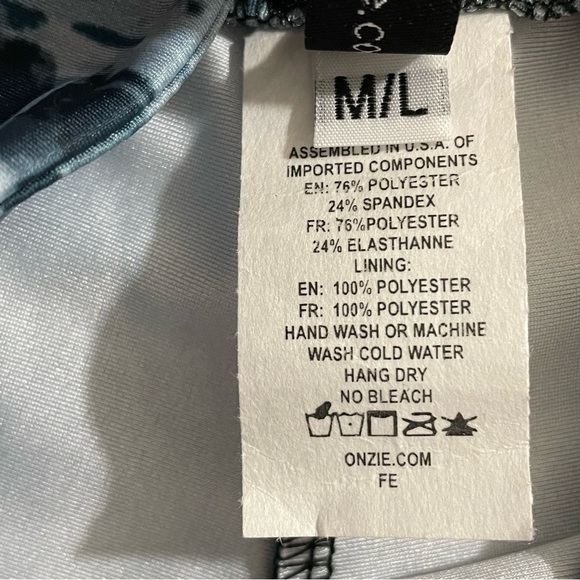 e.co
M/L
ASSEMBLED IN U.S.A. OF
IMPORTED COMPONENTS
EN: 76% POLYESTER
24% SPANDEX
FR: 76%POLYESTER
24% ELASTHANNE
LINING:
EN: 100% POLYESTER
FR: 100% POLYESTER
HAND WASH OR MACHINE
WASH COLD WATER
HANG DRY
NO BLEACH
ONZIE.COM
FE